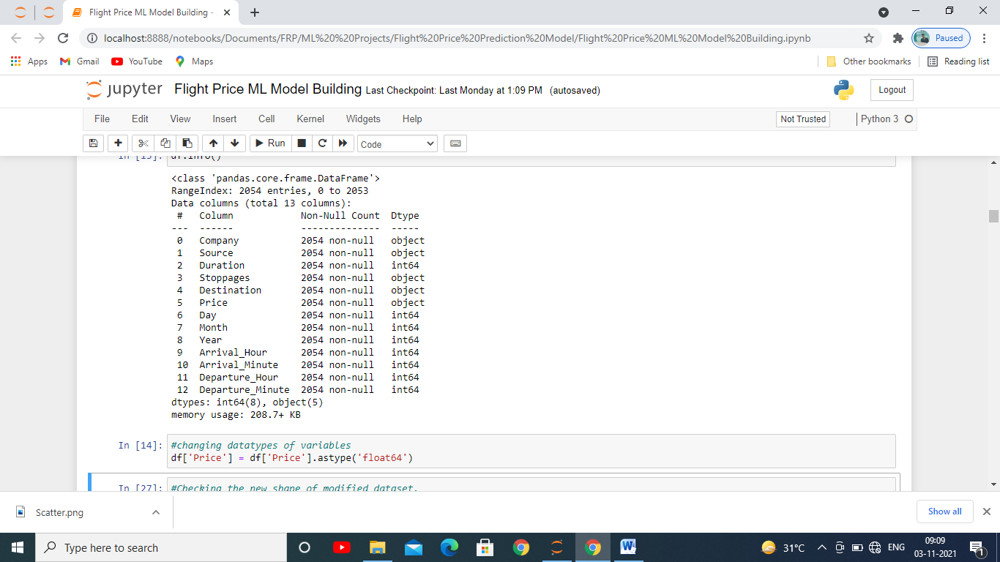 Flight Price ML Model Building -
localhost:8888/notebooks/Documents/FRP/ML%20%20Projects/Flight%20Price%20Prediction%20Model/Flight%20Price%20ML%20Model%20Building.ipynb
Paused
Apps Gmail YouTube Maps Other bookmarks Reading list
jupyter Flight Price ML Model Building Last Checkpoint: Last Monday at 1:09 PM (autosaved)
Logout
File Edit View Insert Cell Kernel Widgets Help Not Trusted Python 3
Run Code
In [13]: df.info()
<class 'pandas.core.frame.DataFrame'>
RangeIndex: 2054 entries, 0 to 2053
Data columns (total 13 columns):
# Column Non-Null Count Dtype
--- ------ -------------- -----
0 Company 2054 non-null object
1 Source 2054 non-null object
2 Duration 2054 non-null int64
3 Stoppages 2054 non-null object
4 Destination 2054 non-null object
5 Price 2054 non-null object
6 Day 2054 non-null int64
7 Month 2054 non-null int64
8 Year 2054 non-null int64
9 Arrival_Hour 2054 non-null int64
10 Arrival_Minute 2054 non-null int64
11 Departure_Hour 2054 non-null int64
12 Departure_Minute 2054 non-null int64
dtypes: int64(8), object(5)
memory usage: 208.7+ KB
In [14]: #changing datatypes of variables
df['Price'] = df['Price'].astype('float64')
In [27]: #Checking the new shape of modified dataset.
Scatter.png
Show all
Type here to search
31°C ENG 09:09
03-11-2021
1